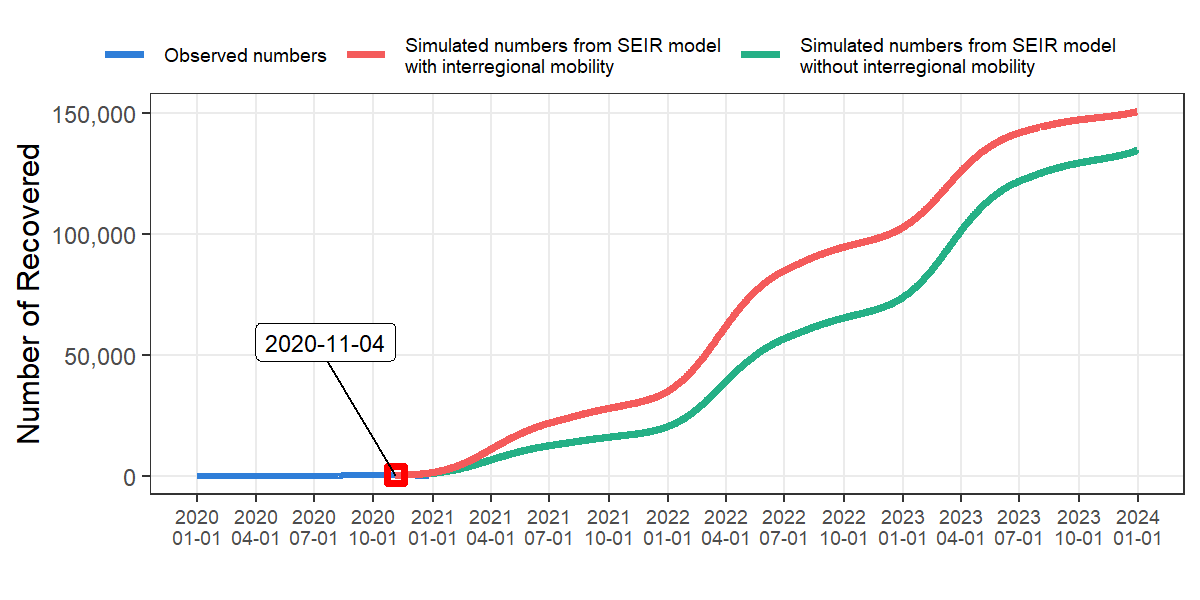 Observed numbers
Simulated numbers from SEIR model
with interregional mobility
Simulated numbers from SEIR model
without interregional mobility
Number of Recovered
150,000
100,000
50,000
0
2020-11-04
2020 2020 2020 2020 2021 2021 2021 2021 2022 2022 2022 2022 2023 2023 2023 2023 2024
01-01 04-01 07-01 10-01 01-01 04-01 07-01 10-01 01-01 04-01 07-01 10-01 01-01 04-01 07-01 10-01 01-01